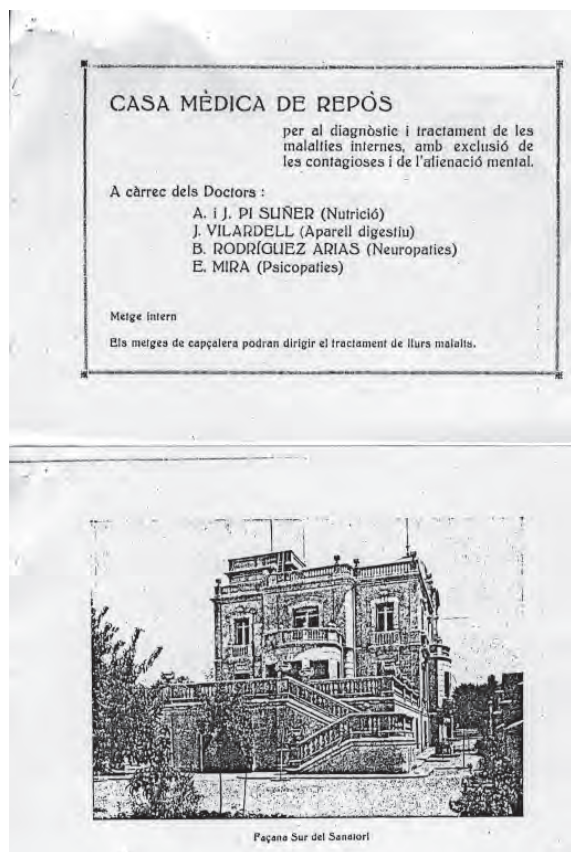 CASA MÈDICA DE REPÒS
per al diagnòstic i tractament de les
malalties internes, amb exclusió de
les contagioses i de l'alienació mental.
A càrrec dels Doctors :
A. i J. PI SUÑER (Nutrició)
J. VILARDELL (Aparell digestiu)
B. RODRÍGUEZ ARIAS (Neuropaties)
E. MIRA (Psicopaties)
Metge intern
Els metges de capçalera podran dirigir el tractament de llurs malalts.
Façana Sur del Sanatori